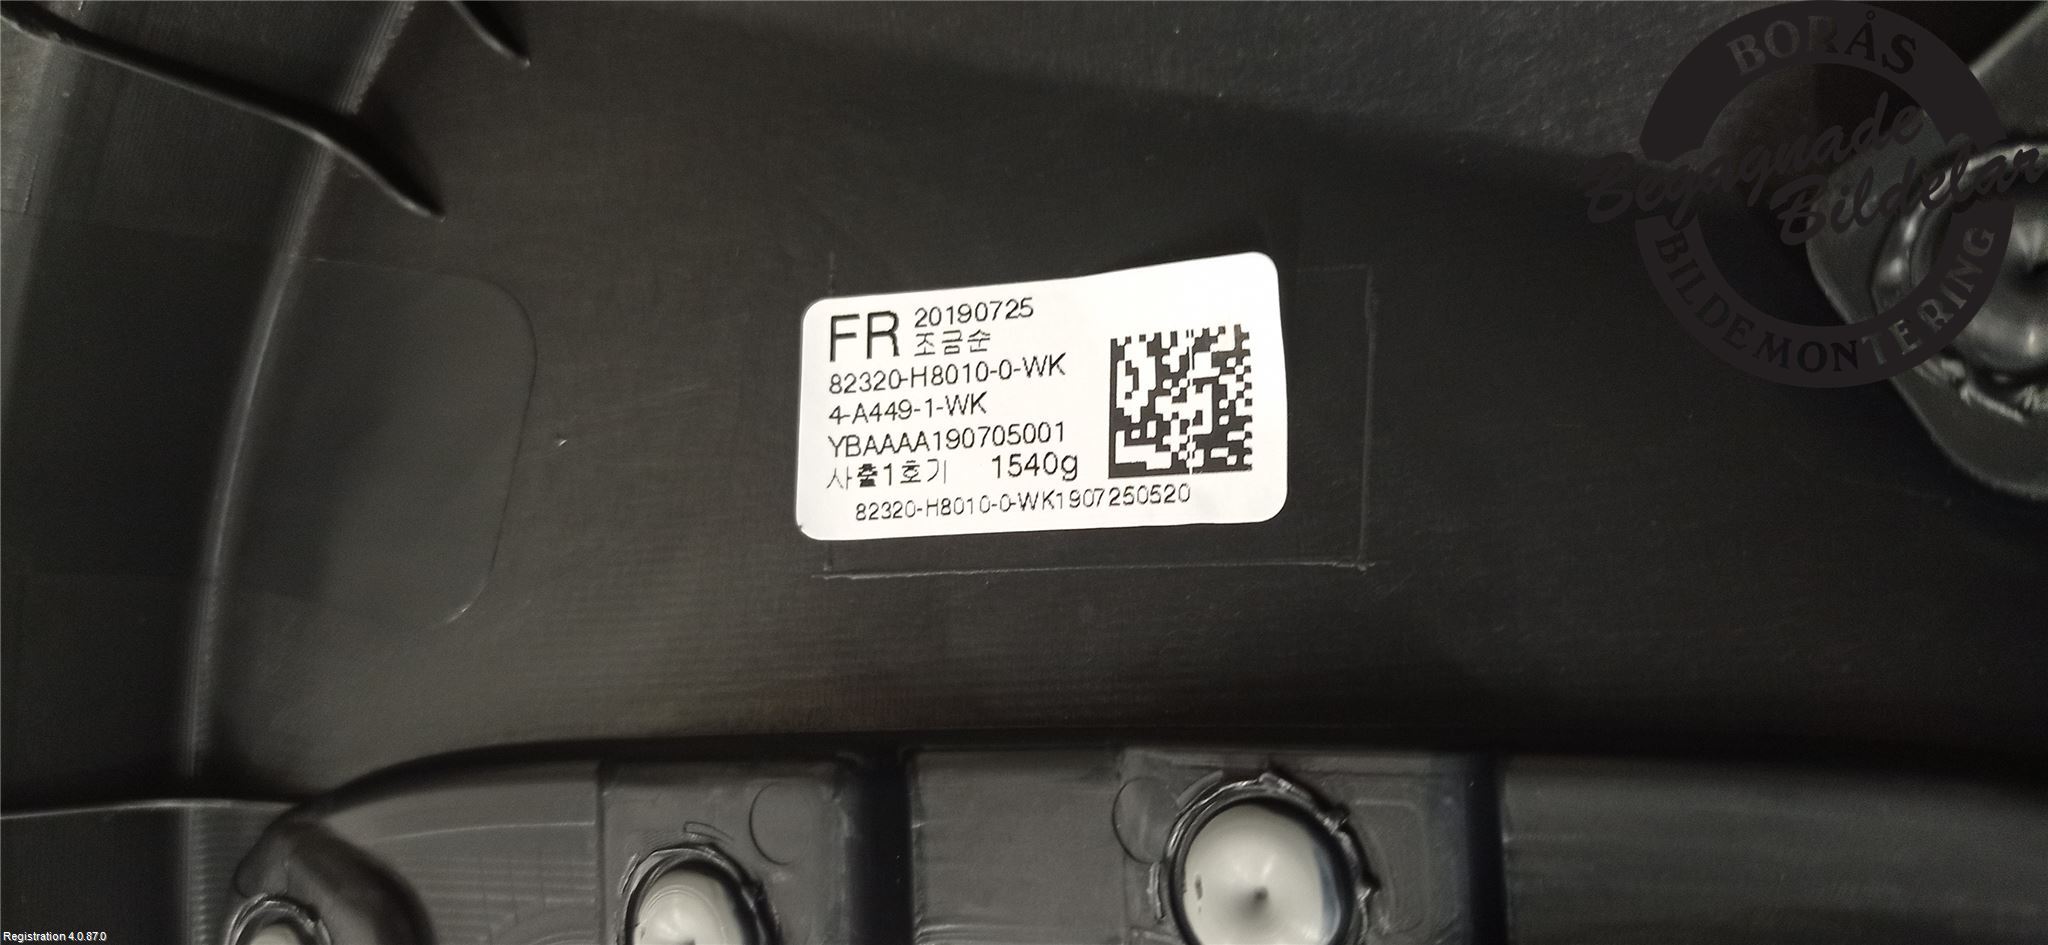 BORÅS
Begagnade
Bildelar
BILDEMONTERING
FR 20190725
조금순
82320-H8010-0-WK
4-A449-1-WK
YBAAAA190705001
사출1호기 1540g
82320-H8010-0-WK1907250520
Registration 4.0.87.0